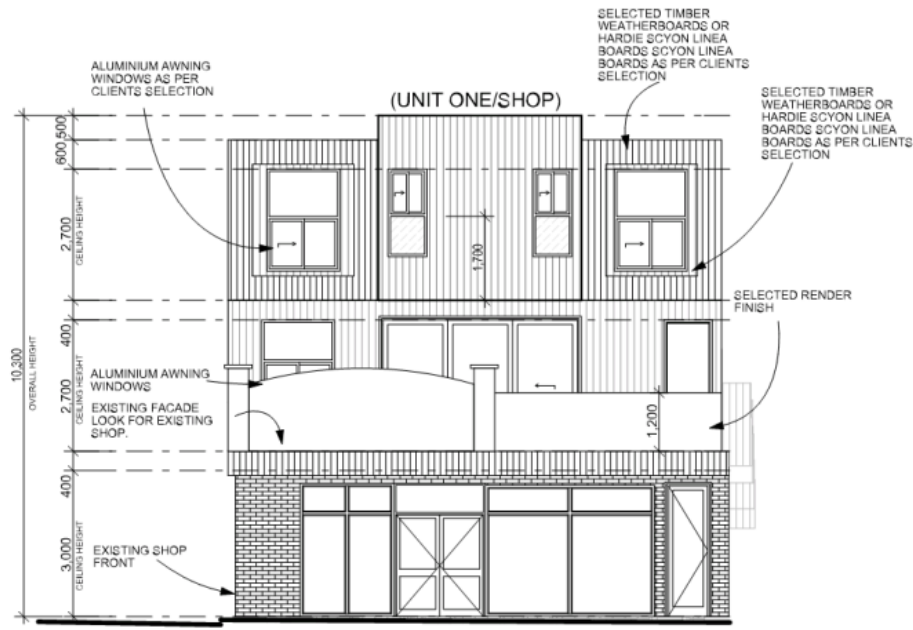 SELECTED TIMBER
WEATHERBOARDS OR
HARDIE SCYON LINEA
BOARDS SCYON LINEA
BOARDS AS PER CLIENTS
SELECTION
ALUMINIUM AWNING
WINDOWS AS PER
CLIENTS SELECTION
(UNIT ONE/SHOP)
SELECTED TIMBER
WEATHERBOARDS OR
HARDIE SCYON LINEA
BOARDS SCYON LINEA
BOARDS AS PER CLIENTS
SELECTION
500
600
2,700
CEILING HEIGHT
1,700
SELECTED RENDER
FINISH
400
10,300
OVERALL HEIGHT
2,700
CEILING HEIGHT
ALUMINIUM AWNING
WINDOWS
EXISTING FACADE
LOOK FOR EXISTING
SHOP.
1,200
400
3,000
CEILING HEIGHT
EXISTING SHOP
FRONT